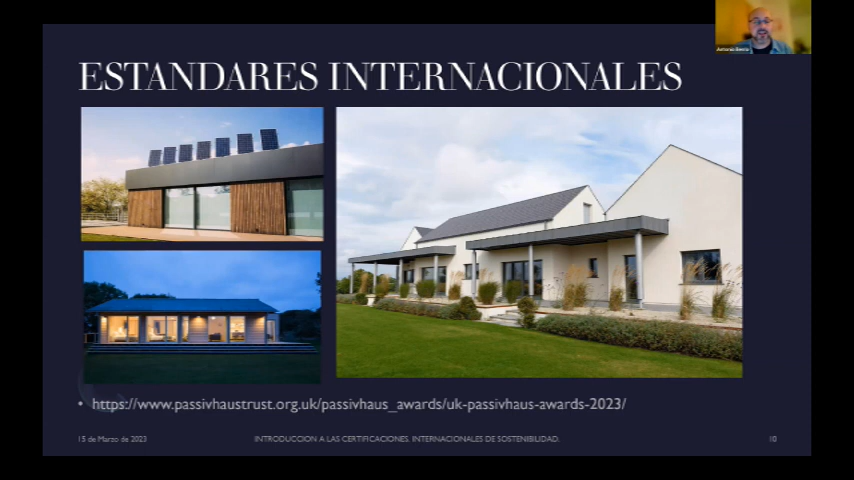 ESTANDARES INTERNACIONALES
• https://www.passivhaustrust.org.uk/passivhaus_awards/uk-passivhaus-awards-2023/
15 de Marzo de 2023
INTRODUCCION A LAS CERTIFICACIONES, INTERNACIONALES DE SOSTENIBILIDAD.
10